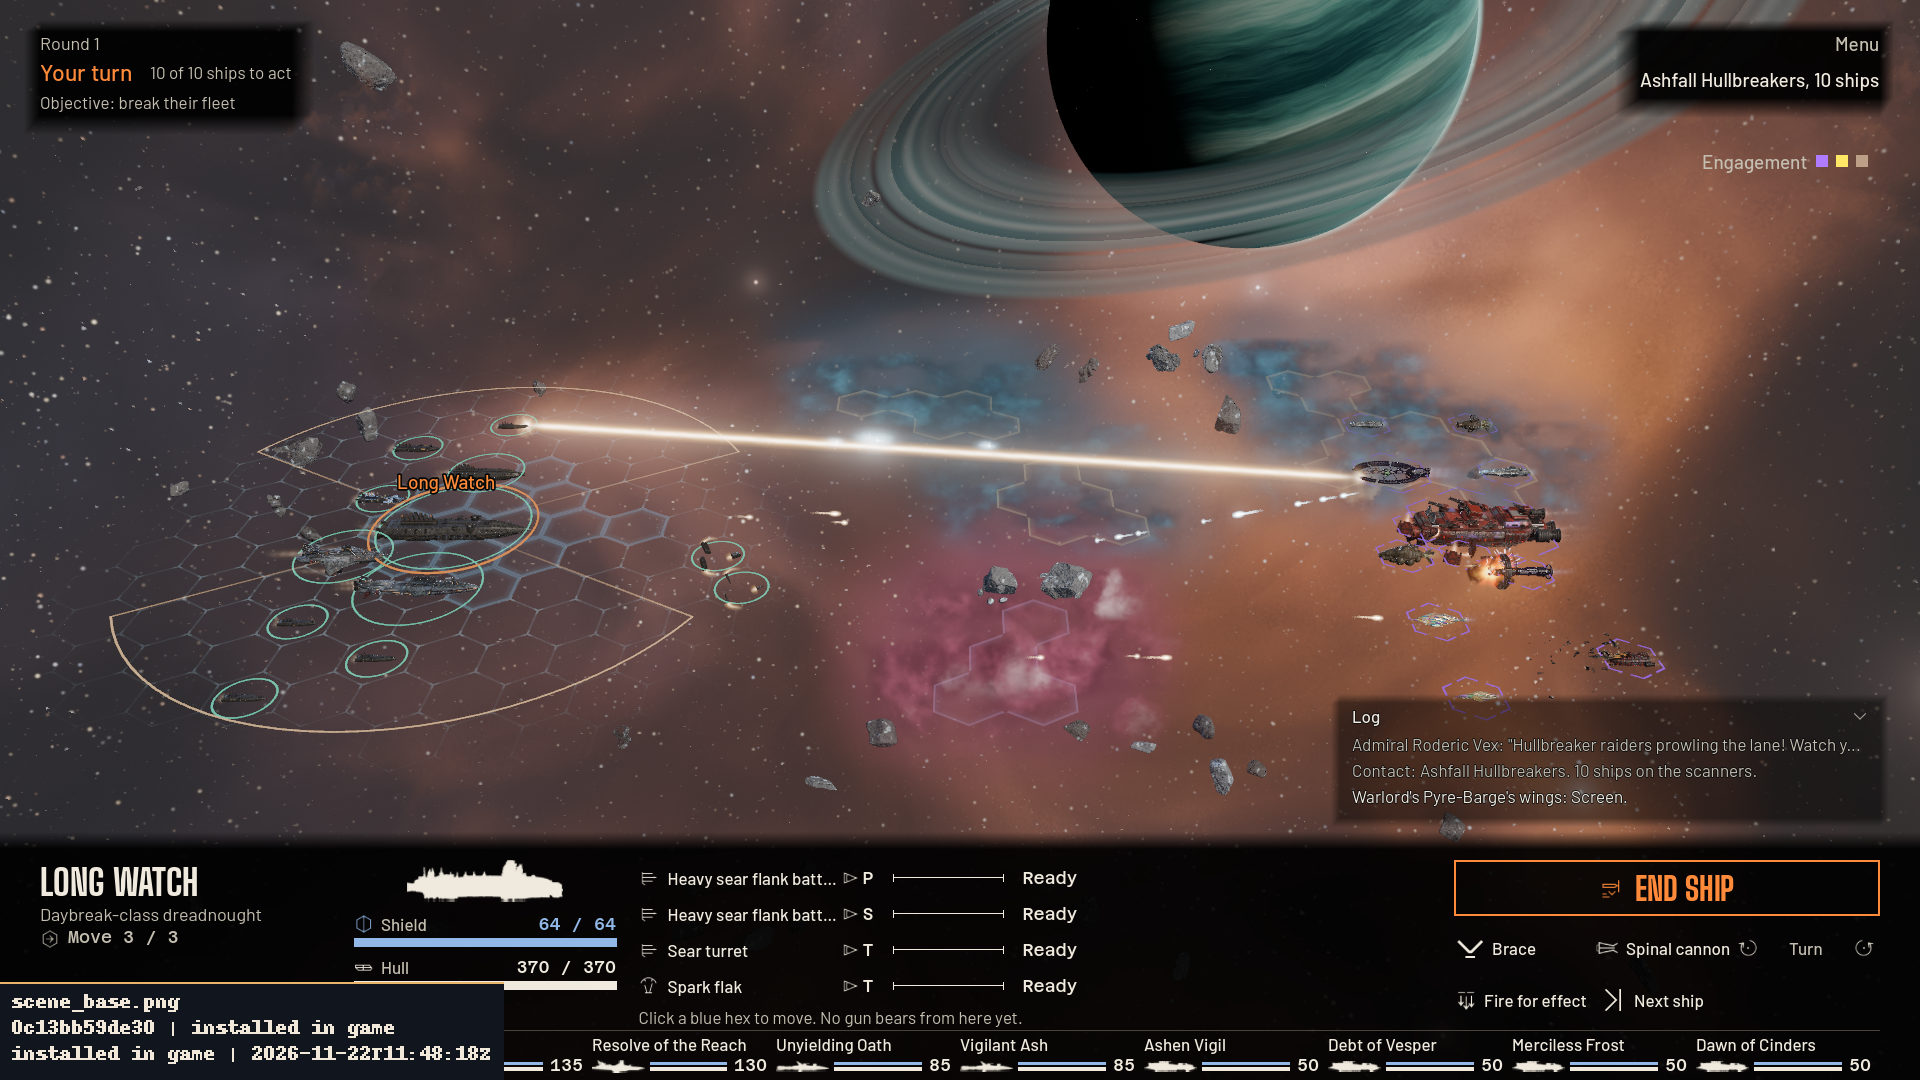 Round 1
Your turn 10 of 10 ships to act
Objective: break their fleet
Menu
Ashfall Hullbreakers, 10 ships
Engagement
Long Watch
Log
Admiral Roderic Vex: "Hullbreaker raiders prowling the lane! Watch y...
Contact: Ashfall Hullbreakers. 10 ships on the scanners.
Warlord's Pyre-Barge's wings: Screen.
LONG WATCH
Daybreak-class dreadnought
Move 3 / 3
Shield 64 / 64
Hull 370 / 370
Heavy sear flank batt... P Ready
Heavy sear flank batt... S Ready
Sear turret T Ready
Spark flak T Ready
Click a blue hex to move. No gun bears from here yet.
END SHIP
Brace Spinal cannon Turn
Fire for effect Next ship
scene_base.png
0c13bb59de30 | installed in game
installed in game | 2026-11-22T11:48:18Z
135
Resolve of the Reach 130
Unyielding Oath 85
Vigilant Ash 85
Ashen Vigil 50
Debt of Vesper 50
Merciless Frost 50
Dawn of Cinders 50